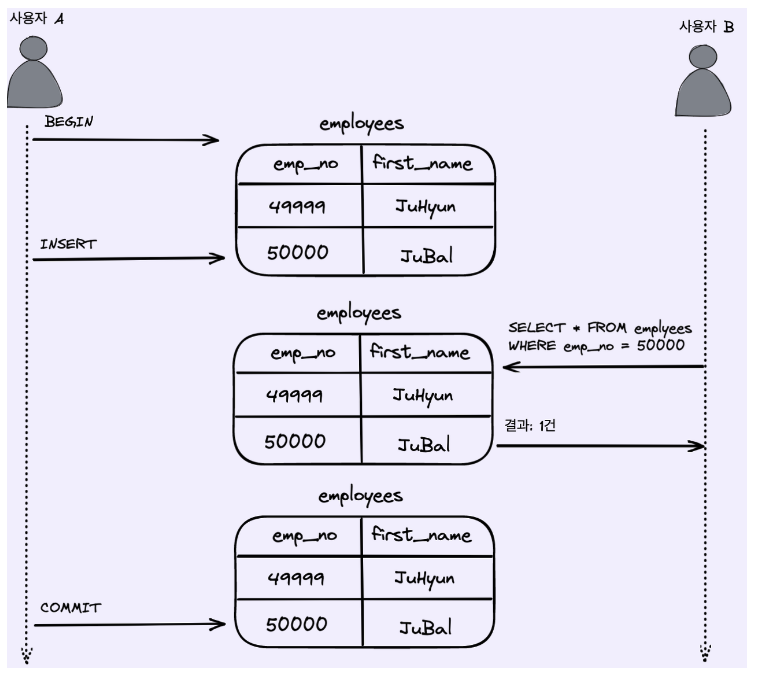 사용자 A
사용자 B
BEGIN
employees
emp_no first_name
49999 JuHyun
INSERT
50000 JuBal
employees
SELECT * FROM emplyees
WHERE emp_no = 50000
emp_no first_name
49999 JuHyun
50000 JuBal
결과: 1건
employees
emp_no first_name
49999 JuHyun
COMMIT
50000 JuBal